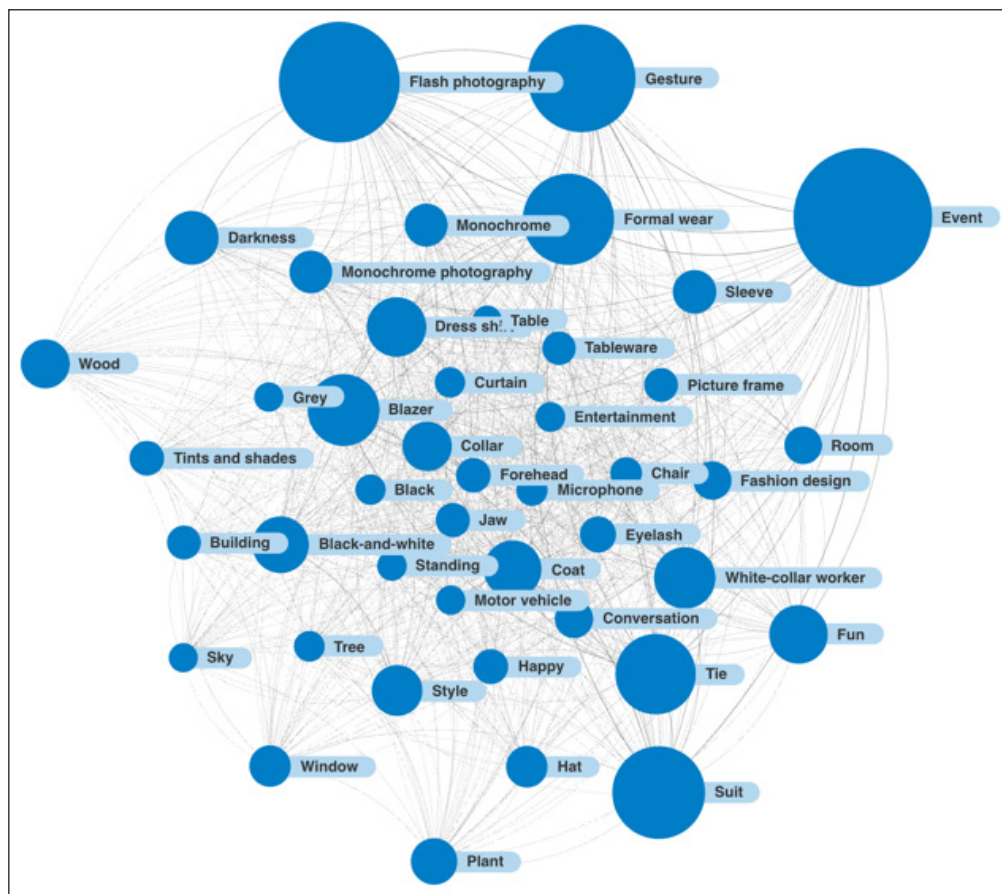 Flash photography
Gesture
Event
Formal wear
Monochrome
Darkness
Monochrome photography
Sleeve
Table
Dress shirt
Tableware
Wood
Curtain
Picture frame
Grey
Blazer
Entertainment
Collar
Room
Tints and shades
Forehead
Chair
Fashion design
Black
Microphone
Jaw
Eyelash
Building
Black-and-white
Standing
Coat
White-collar worker
Motor vehicle
Conversation
Fun
Tree
Sky
Happy
Tie
Style
Window
Hat
Suit
Plant